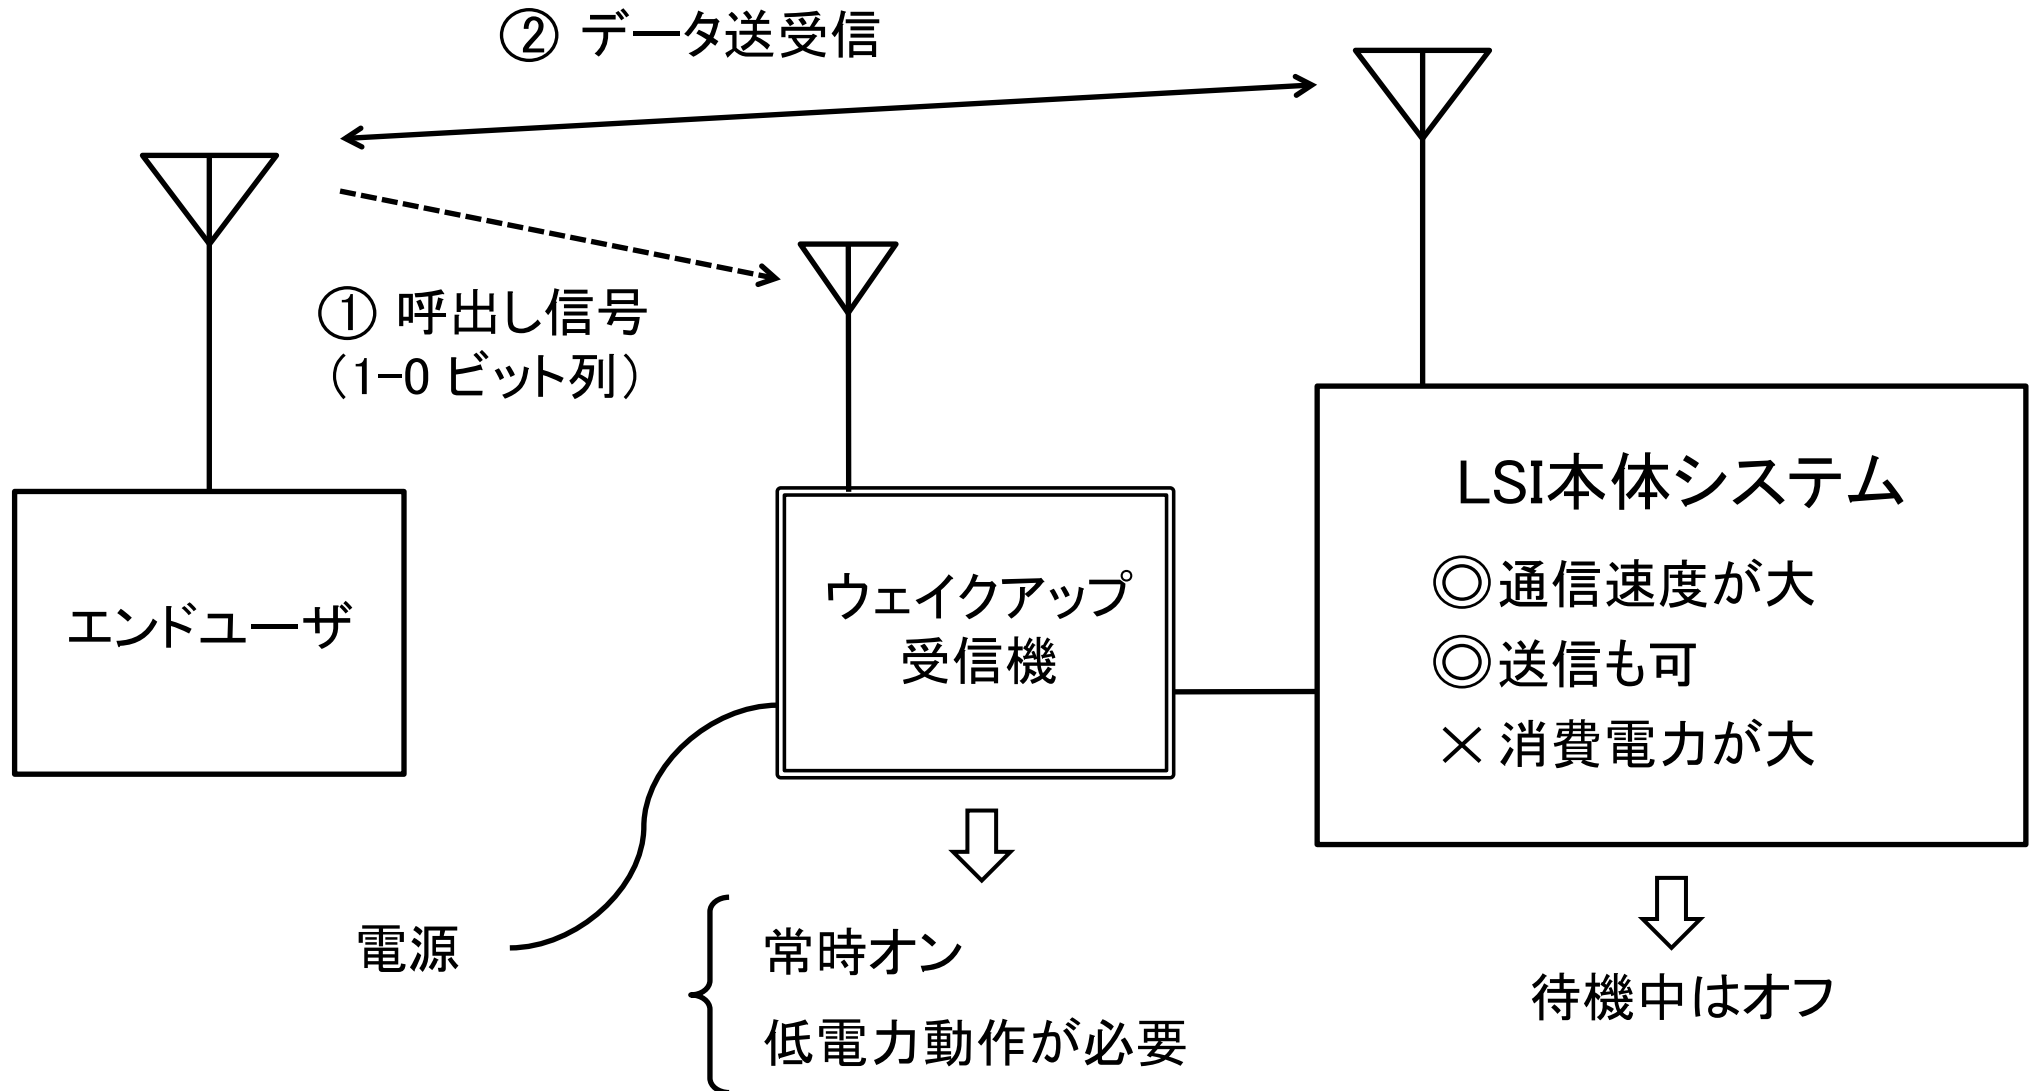 ② データ送受信
① 呼出し信号
（1-0 ビット列）
エンドユーザ
ウェイクアップ
受信機
LSI本体システム
◎通信速度が大
◎送信も可
×消費電力が大
電源
常時オン
低電力動作が必要
待機中はオフ